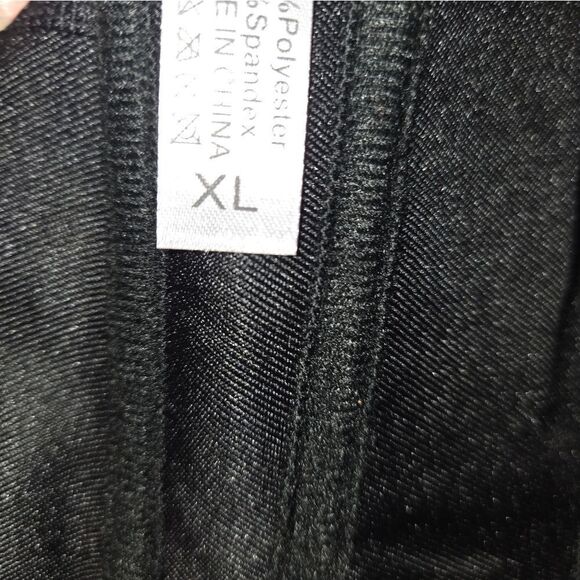 %Polyester
%Spandex
E IN CHINA
XL